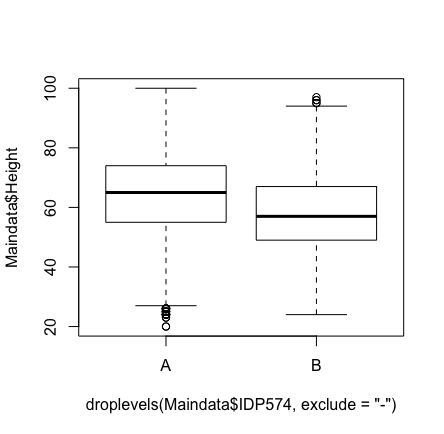 Maindata$Height
100
80
60
40
20
A B
droplevels(Maindata$IDP574, exclude = "-")